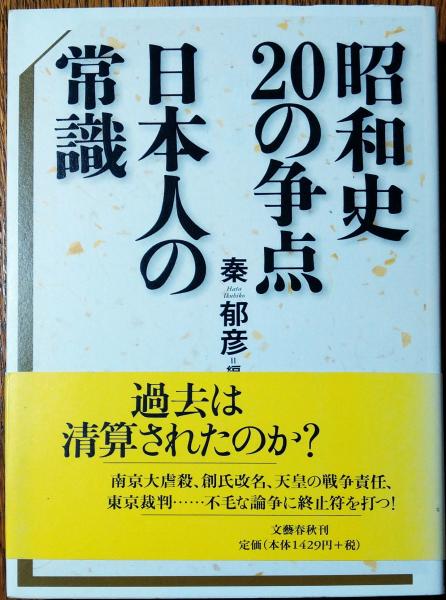 昭和史
20の争点
日本人の
常識
秦郁彦=編
Hata
Ikuhiko
過去は
清算されたのか?
南京大虐殺、創氏改名、天皇の戦争責任、
東京裁判……不毛な論争に終止符を打つ!
文藝春秋刊
定価(本体1429円+税)